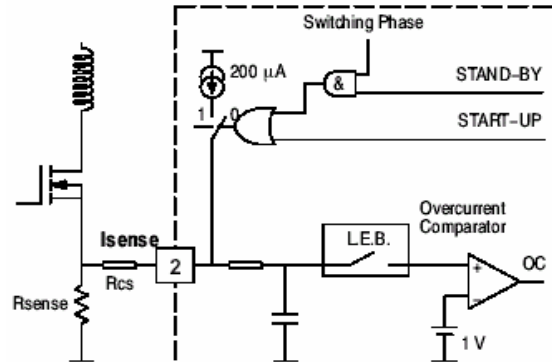 Switching Phase
200 µA
&
STAND–BY
1
0
START–UP
Isense
2
Rcs
Rsense
L.E.B.
Overcurrent
Comparator
+
–
OC
1 V